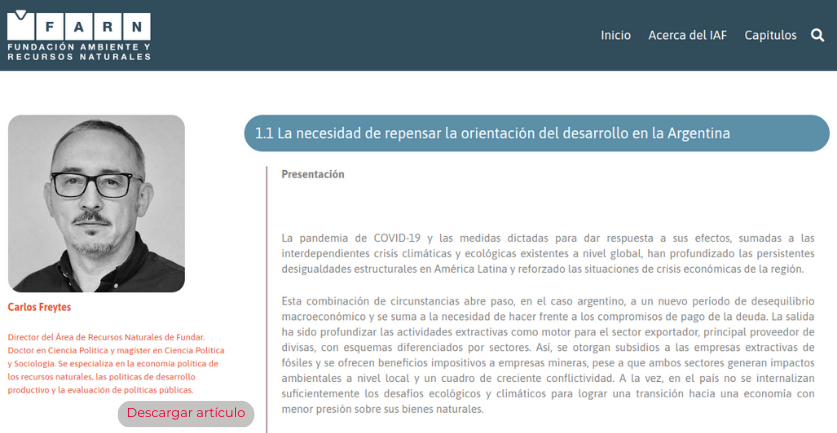 FARN
FUNDACIÓN AMBIENTE Y
RECURSOS NATURALES
Inicio
Acerca del IAF
Capitulos
1.1 La necesidad de repensar la orientación del desarrollo en la Argentina
Presentación
La pandemia de COVID-19 y las medidas dictadas para dar respuesta a sus efectos, sumadas a las
interdependientes crisis climáticas y ecológicas existentes a nivel global, han profundizado las persistentes
desigualdades estructurales en América Latina y reforzado las situaciones de crisis económicas de la región.
Esta combinación de circunstancias abre paso, en el caso argentino, a un nuevo período de desequilibrio
macroeconómico y se suma a la necesidad de hacer frente a los compromisos de pago de la deuda. La salida
ha sido profundizar las actividades extractivas como motor para el sector exportador, principal proveedor de
divisas, con esquemas diferenciados por sectores. Así, se otorgan subsidios a las empresas extractivas de
fósiles y se ofrecen beneficios impositivos a empresas mineras, pese a que ambos sectores generan impactos
ambientales a nivel local y un cuadro de creciente conflictividad. A la vez, en el país no se internalizan
suficientemente los desafíos ecológicos y climáticos para lograr una transición hacia una economía con
menor presión sobre sus bienes naturales.
Carlos Freytes
Director del Área de Recursos Naturales de Fundar.
Doctor en Ciencia Política y magíster en Ciencia Política
y Sociología. Se especializa en la economía política de
los recursos naturales, las políticas de desarrollo
productivo y la evaluación de políticas públicas.
Descargar artículo